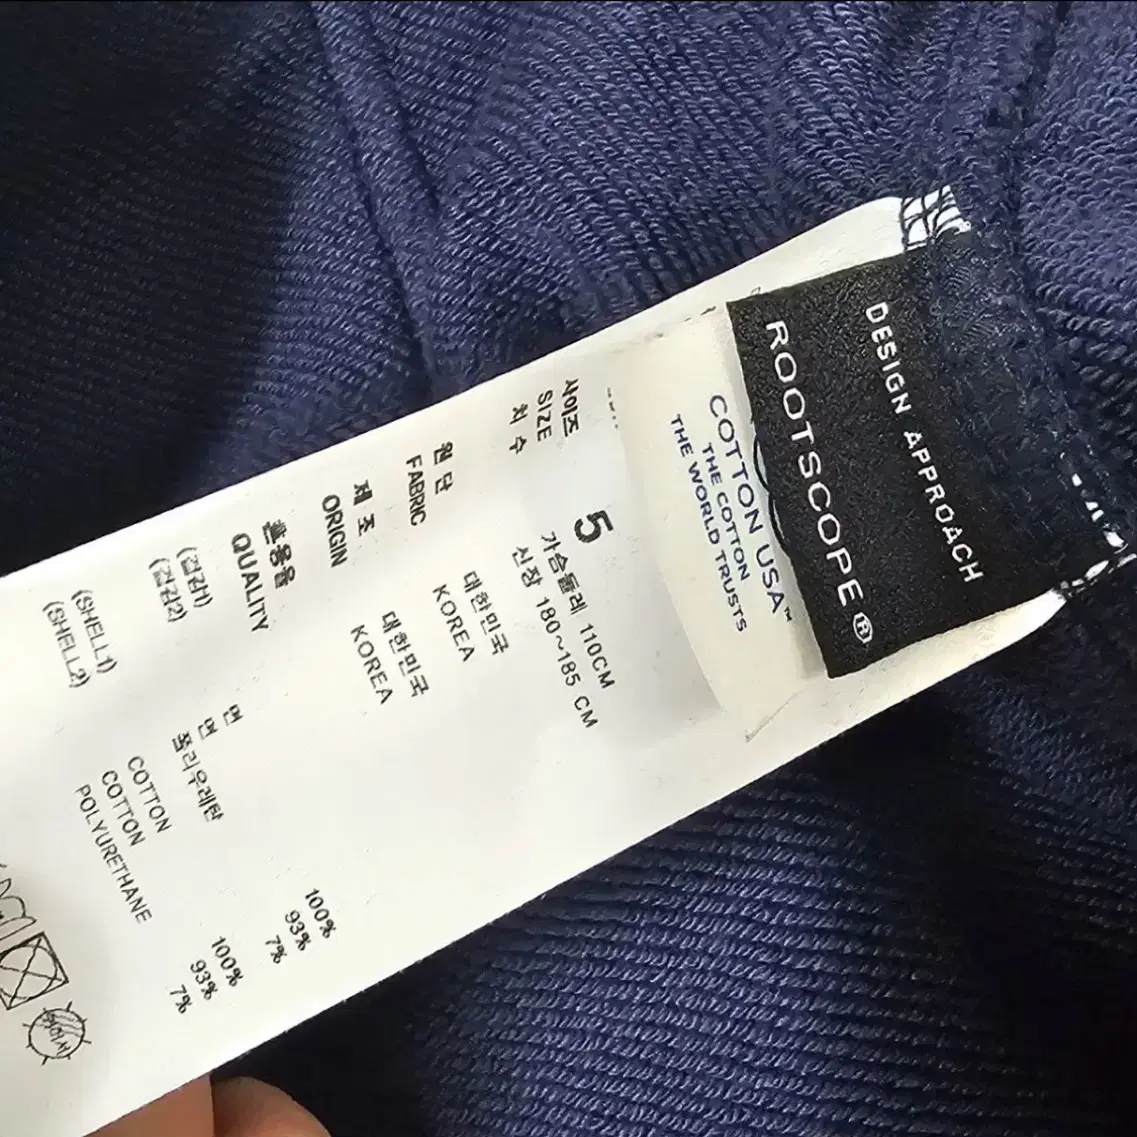 DESIGN APPROACH
ROOTSCOPE®
COTTON USA™
THE COTTON
THE WORLD TRUSTS
사이즈 5
SIZE 가슴둘레 110CM
치 수 신장 180~185 CM
원 단 대한민국
FABRIC KOREA
제 조 대한민국
ORIGIN KOREA
혼용율
QUALITY
(겉감1) 면 100%
(겉감2) 면 93%
폴리우레탄 7%
(SHELL1) COTTON 100%
(SHELL2) COTTON 93%
POLYURETHANE 7%